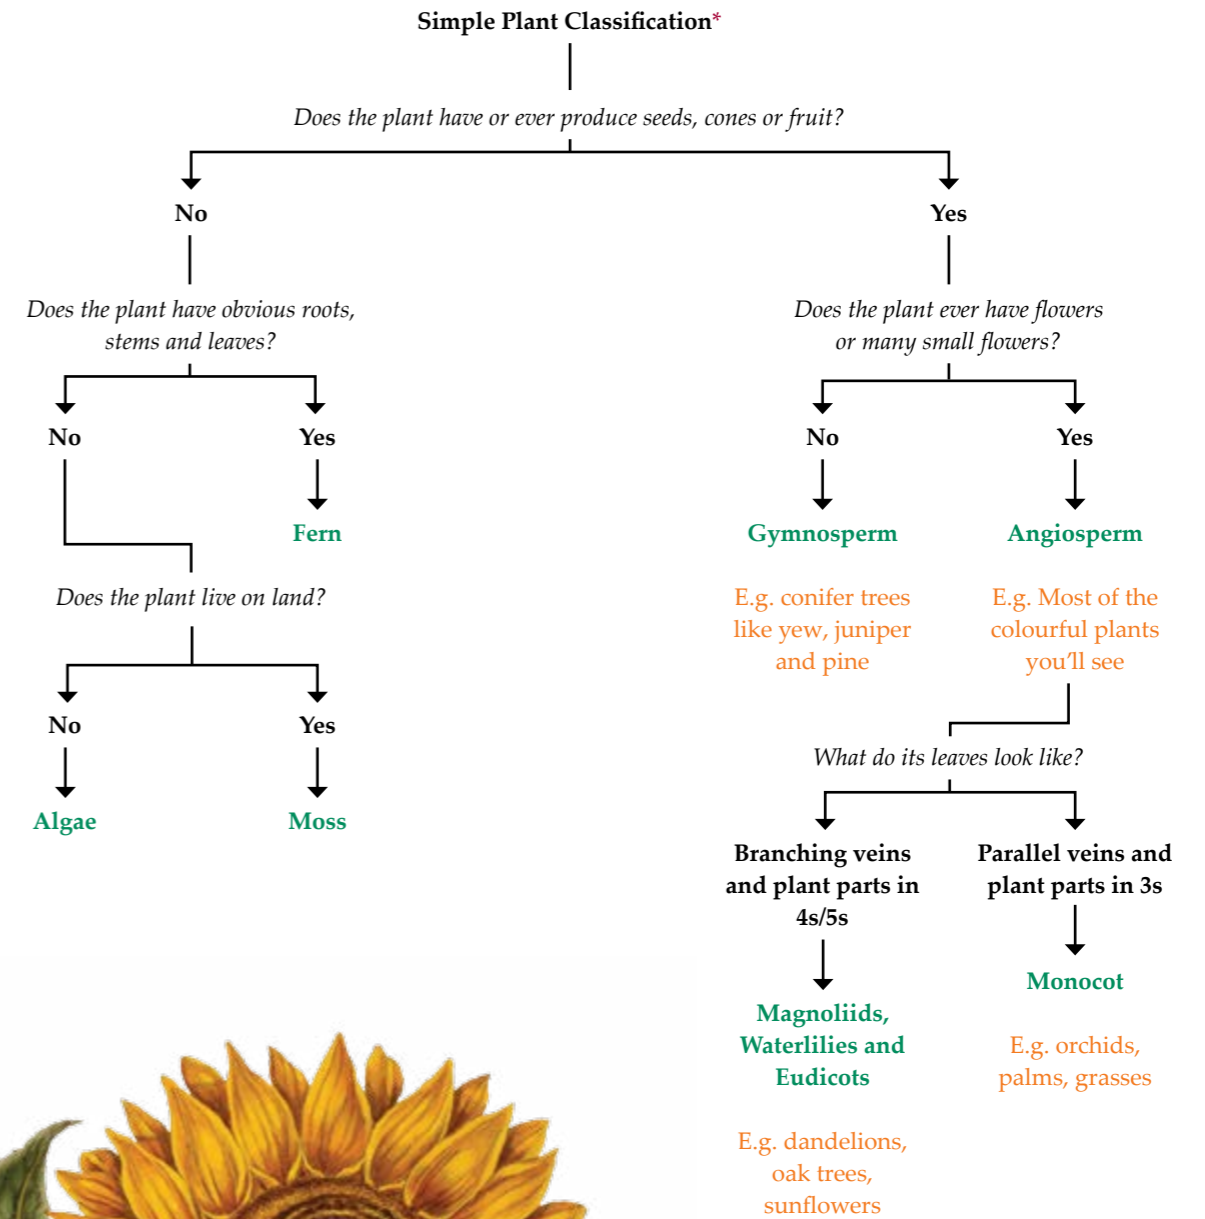 Simple Plant Classification*
Does the plant have or ever produce seeds, cones or fruit?
No
Yes
Does the plant have obvious roots,
stems and leaves?
Does the plant ever have flowers
or many small flowers?
No
Yes
No
Yes
Fern
Gymnosperm
Angiosperm
Does the plant live on land?
E.g. conifer trees
like yew, juniper
and pine
E.g. Most of the
colourful plants
you'll see
No
Yes
Algae
Moss
What do its leaves look like?
Branching veins
and plant parts in
4s/5s
Parallel veins and
plant parts in 3s
Magnoliids,
Waterlilies and
Eudicots
Monocot
E.g. orchids,
palms, grasses
E.g. dandelions,
oak trees,
sunflowers